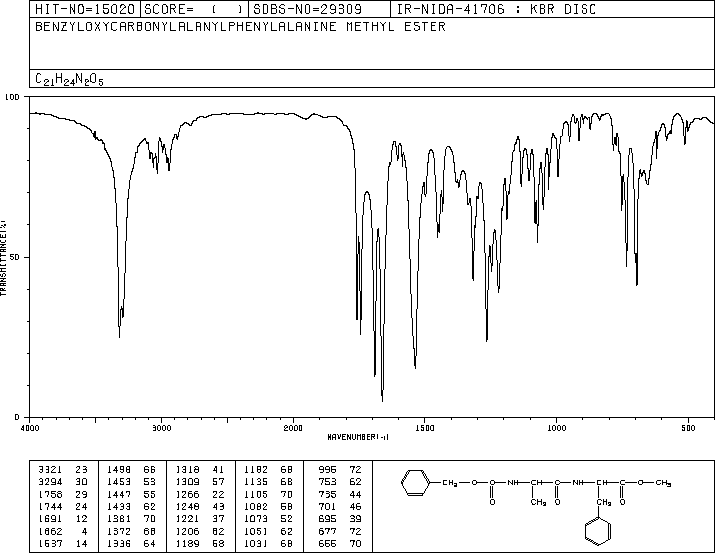 HIT-NO=15020 SCORE= ( ) SDBS-NO=29309 IR-NIDA-41706 : KBR DISC
BENZYLOXYCARBONYLALANYLPHENYLALANINE METHYL ESTER
C21H24N2O5
100
50
0
TRANSMITTANCE(%)
4000 3000 2000 1500 1000 500
WAVENUMBER(-1)
3321 23 1498 66 1318 41 1182 68 996 72
3294 30 1453 53 1309 57 1135 68 753 62
1758 29 1447 55 1266 22 1105 70 735 44
1744 24 1433 62 1248 43 1082 58 701 46
1691 12 1381 70 1221 37 1073 52 695 39
1662 4 1372 68 1206 82 1051 62 677 72
1537 14 1336 64 1189 58 1031 68 655 70
CH2 O C NH CH C NH CH C O CH3
O CH3 O CH2 O